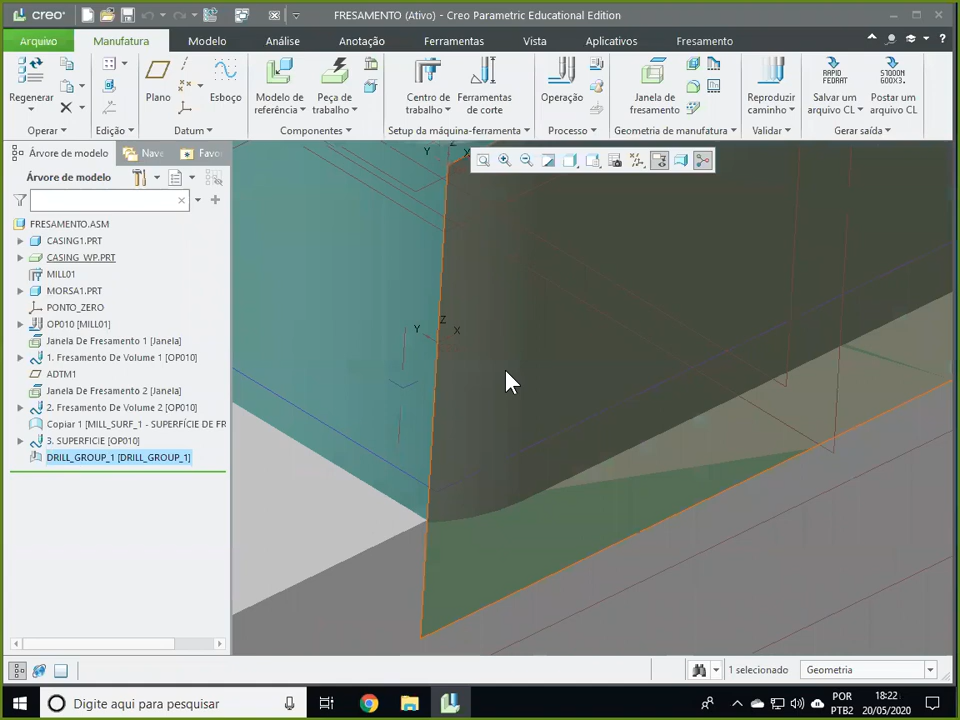 creo
FRESAMENTO (Ativo) - Creo Parametric Educational Edition
Arquivo
Manufatura
Modelo
Análise
Anotação
Ferramentas
Vista
Aplicativos
Fresamento
Regenerar
Plano
Esboço
Modelo de referência
Peça de trabalho
Centro de trabalho
Ferramentas de corte
Operação
Janela de fresamento
Reproduzir caminho
RAPID
FEDRAT
Salvar um arquivo CL
S1000M
G00X3.
Postar um arquivo CL
Operar
Edição
Datum
Componentes
Setup da máquina-ferramenta
Processo
Geometria de manufatura
Validar
Gerar saída
Árvore de modelo
Nave
Favo
Árvore de modelo
FRESAMENTO.ASM
CASING1.PRT
CASING_WP.PRT
MILL01
MORSA1.PRT
PONTO_ZERO
OP010 [MILL01]
Janela De Fresamento 1 [Janela]
1. Fresamento De Volume 1 [OP010]
ADTM1
Janela De Fresamento 2 [Janela]
2. Fresamento De Volume 2 [OP010]
Copiar 1 [MILL_SURF_1 - SUPERFÍCIE DE FR
3. SUPERFICIE [OP010]
DRILL_GROUP_1 [DRILL_GROUP_1]
Y
Z
X
Y
Z
X
1 selecionado
Geometria
Digite aqui para pesquisar
POR
PTB2
18:22
20/05/2020